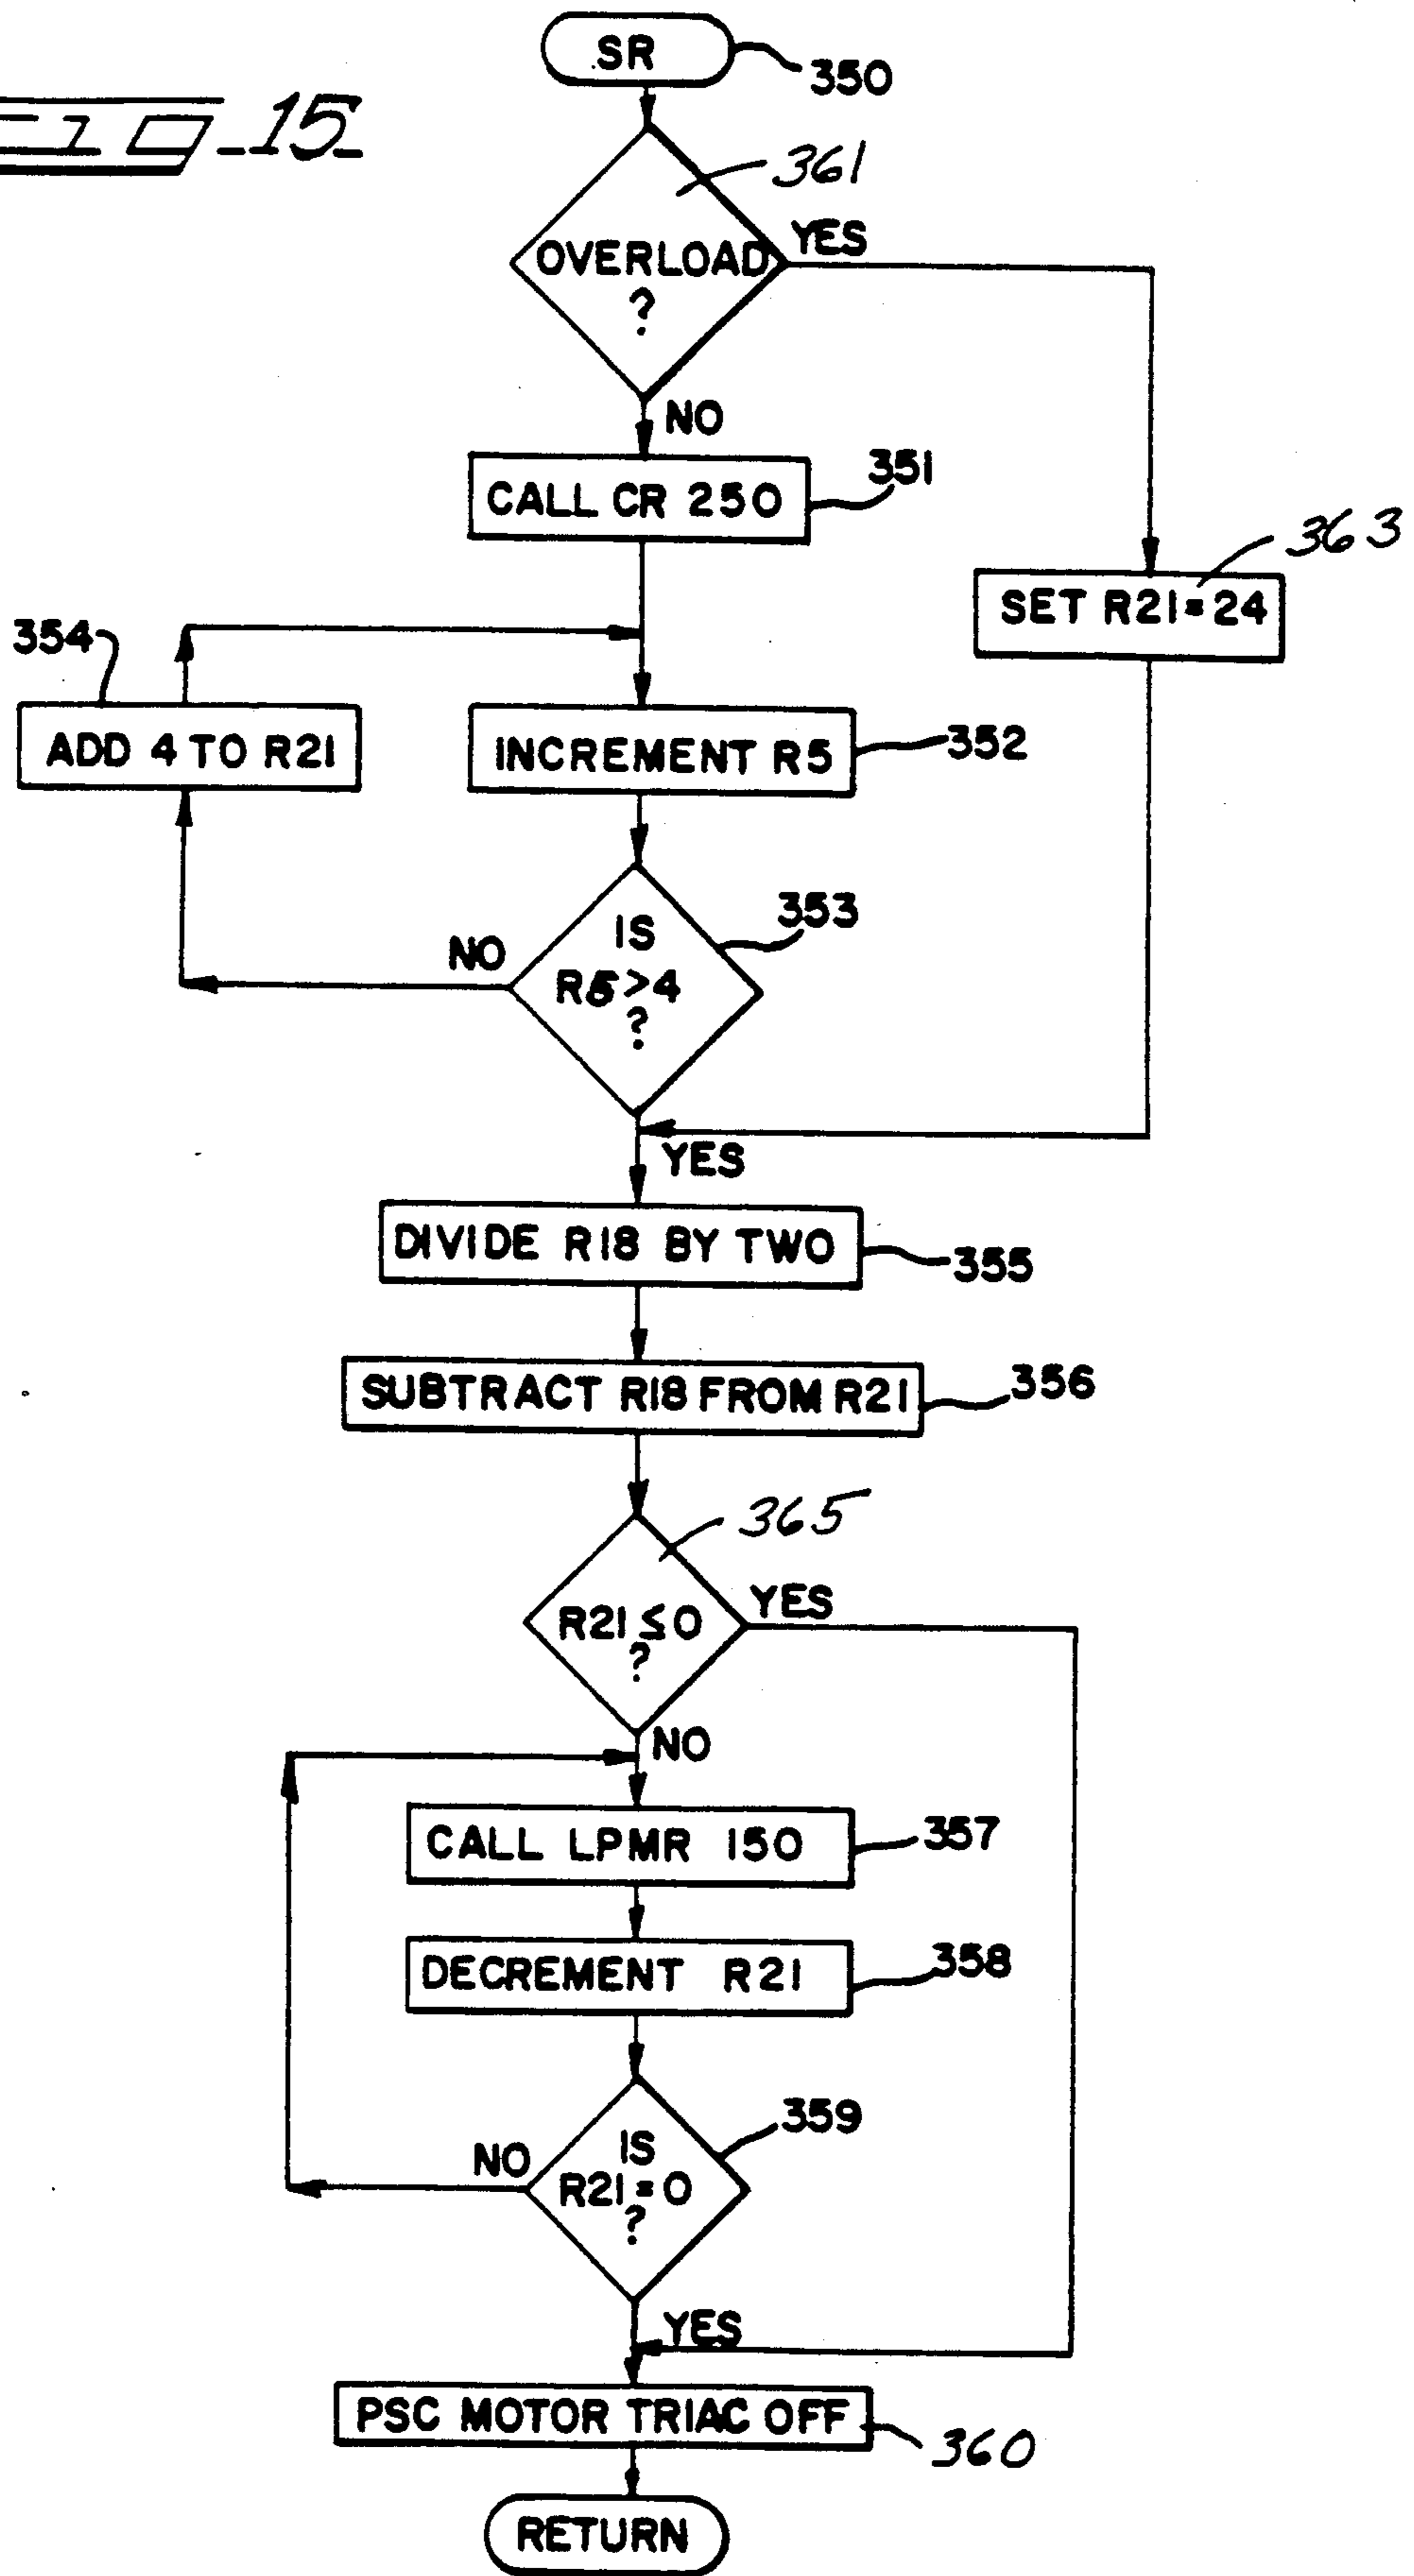 SR
350
FIG_15_
361
OVERLOAD
?
YES
NO
CALL CR 250
351
363
SET R21=24
354
ADD 4 TO R21
INCREMENT R5
352
353
IS
R5>4
?
NO
YES
DIVIDE R18 BY TWO
355
SUBTRACT R18 FROM R21
356
365
R21≤0
?
YES
NO
CALL LPMR 150
357
DECREMENT R21
358
359
IS
R21=0
?
NO
YES
PSC MOTOR TRIAC OFF
360
RETURN